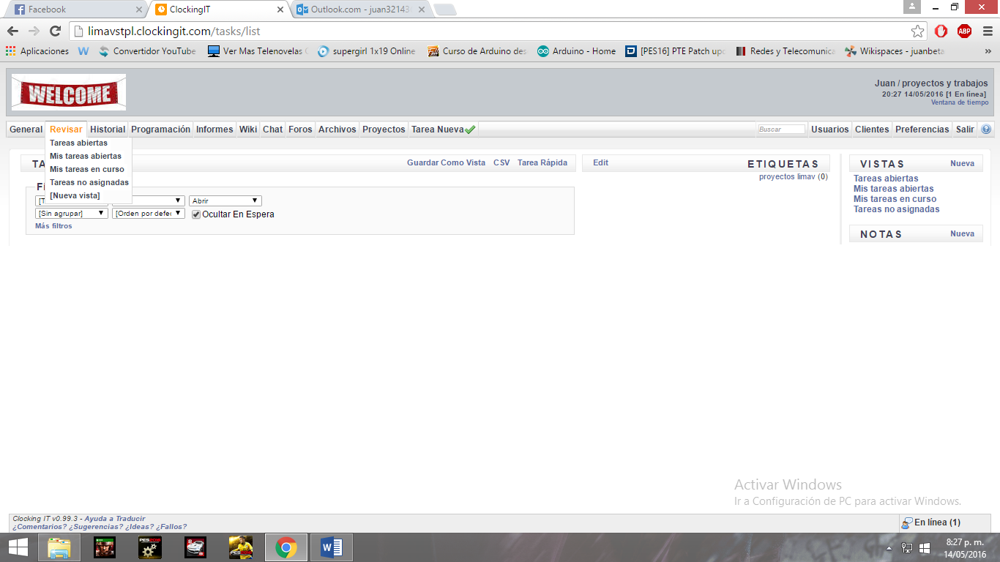 Facebook
ClockingIT
Outlook.com - juan32143
limavstpl.clockingit.com/tasks/list
ABP
Aplicaciones
W
Convertidor YouTube
Ver Mas Telenovelas
supergirl 1x19 Online
Curso de Arduino des
Arduino - Home
[PES16] PTE Patch upd
Redes y Telecomunica
Wikispaces - juanbeta
»
WELCOME
Juan / proyectos y trabajos
20:27 14/05/2016 [1 En línea]
Ventana de tiempo
General
Revisar
Historial
Programación
Informes
Wiki
Chat
Foros
Archivos
Proyectos
Tarea Nueva
Buscar
Usuarios
Clientes
Preferencias
Salir
Tareas abiertas
Mis tareas abiertas
Mis tareas en curso
Tareas no asignadas
[Nueva vista]
TA
Guardar Como Vista
CSV
Tarea Rápida
Abrir
[Sin agrupar]
[Orden por defec
Ocultar En Espera
Más filtros
Edit
ETIQUETAS
proyectos limav (0)
VISTAS
Nueva
Tareas abiertas
Mis tareas abiertas
Mis tareas en curso
Tareas no asignadas
NOTAS
Nueva
Activar Windows
Ir a Configuración de PC para activar Windows.
Clocking IT v0.99.3 - Ayuda a Traducir
¿Comentarios? ¿Sugerencias? ¿Ideas? ¿Fallos?
En línea (1)
8:27 p. m.
14/05/2016